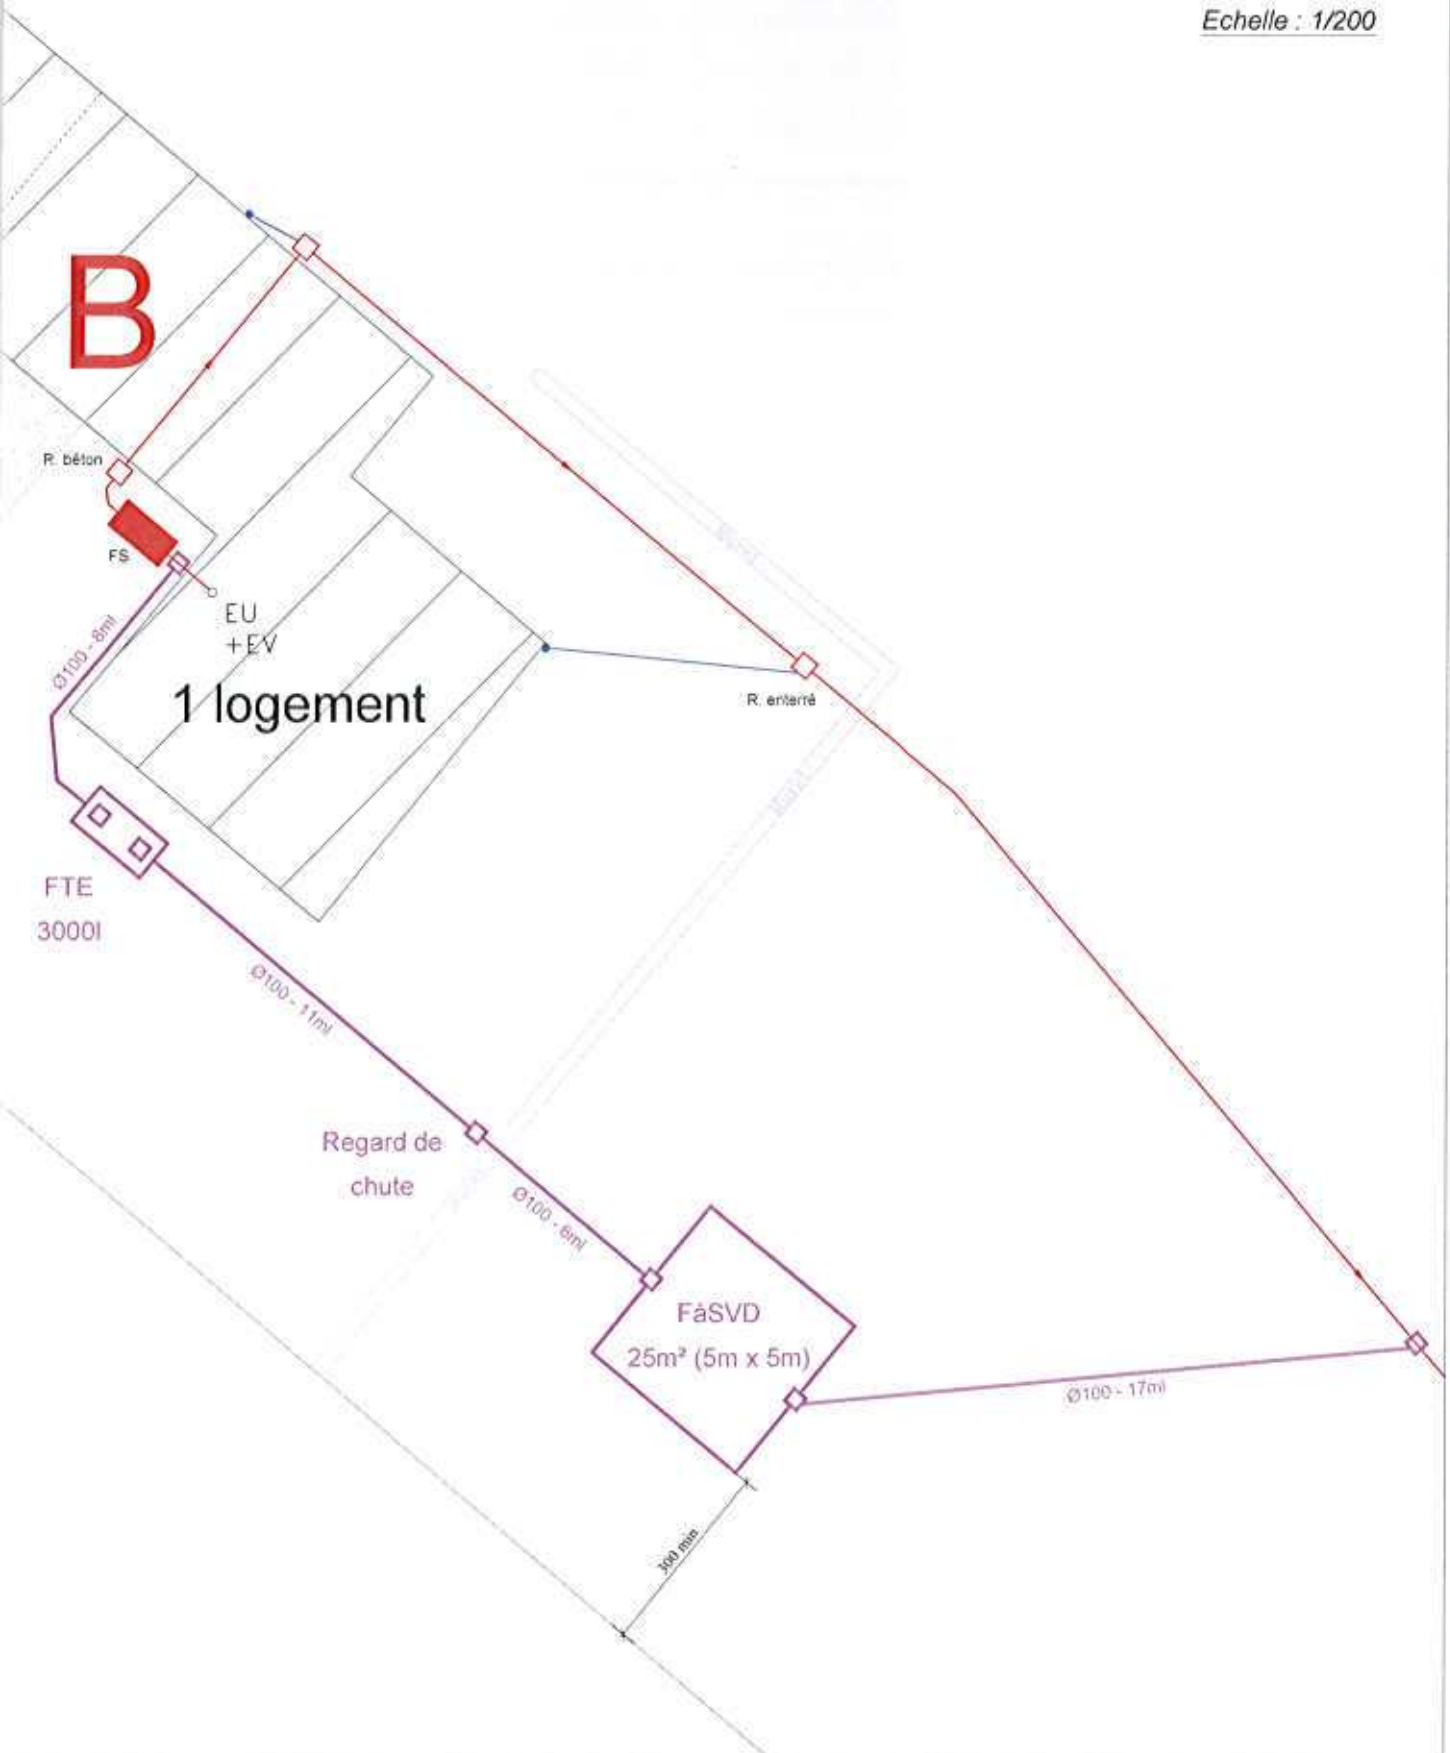 Echelle : 1/200
B
R. béton
FS
EU
+EV
Ø100 - 8ml
1 logement
R. enterré
FTE
3000l
Ø100 - 11ml
Regard de
chute
Ø100 - 6ml
FàSVD
25m² (5m x 5m)
Ø100 - 17ml
300 min